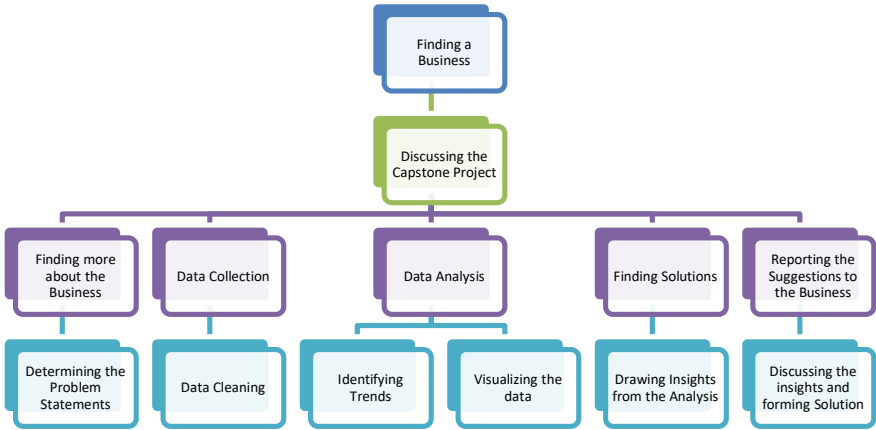 Finding a
Business
Discussing the
Capstone Project
Finding more
about the
Business
Data Collection
Data Analysis
Finding Solutions
Reporting the
Suggestions to
the Business
Determining the
Problem
Statements
Data Cleaning
Identifying
Trends
Visualizing the
data
Drawing Insights
from the Analysis
Discussing the
insights and
forming Solution